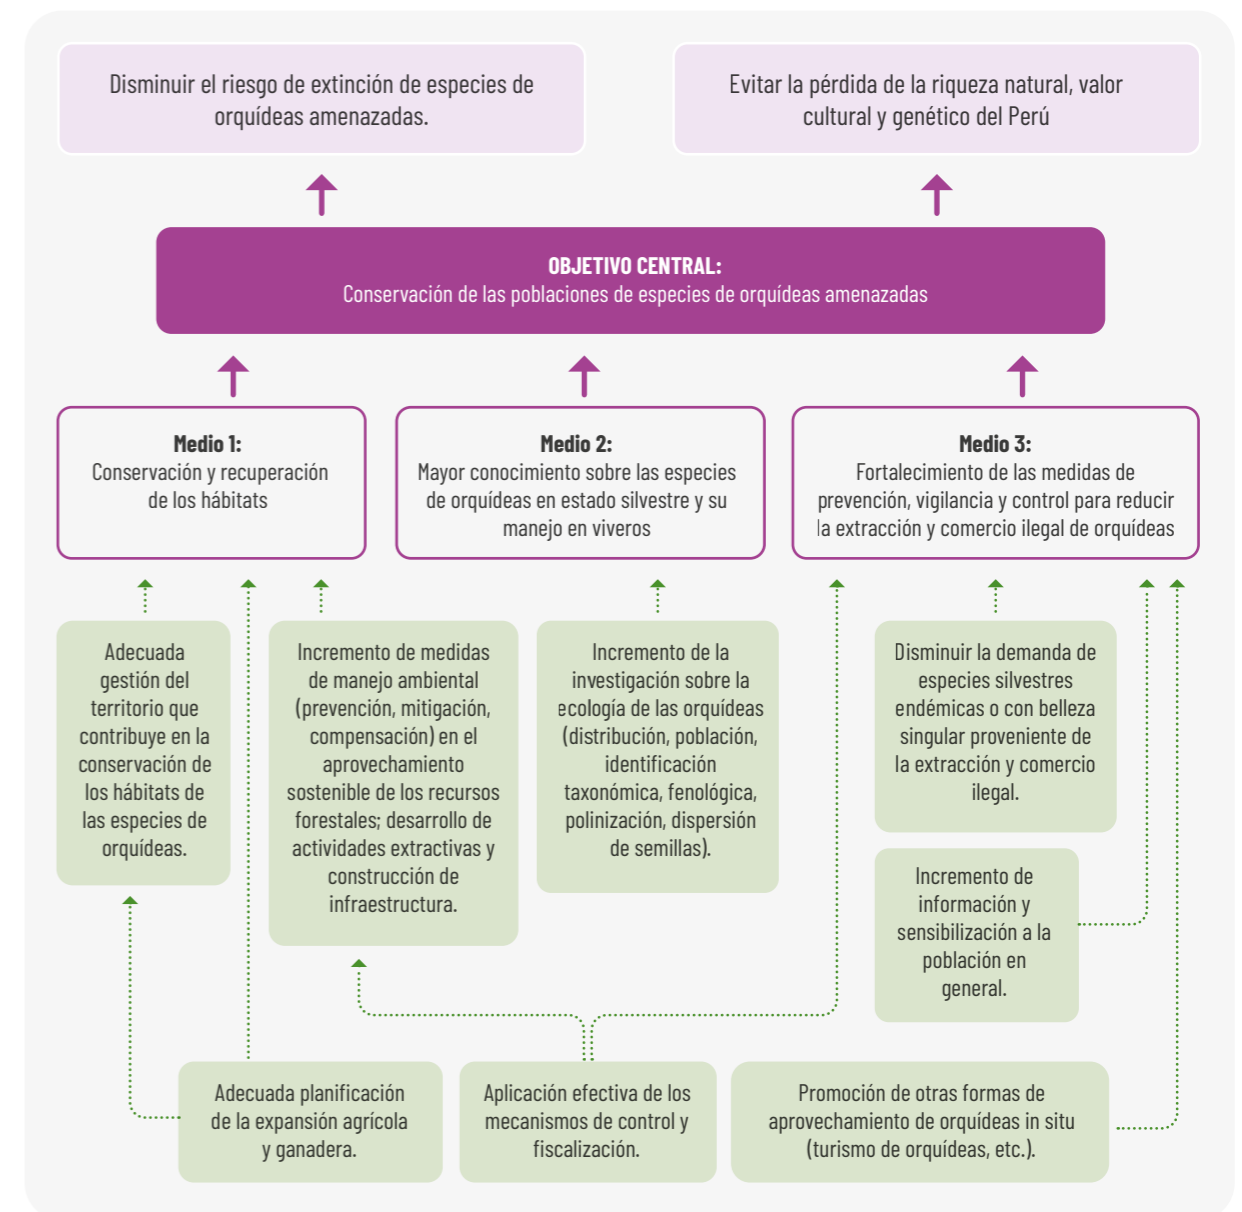 Disminuir el riesgo de extinción de especies de
orquídeas amenazadas.
Evitar la pérdida de la riqueza natural, valor
cultural y genético del Perú
OBJETIVO CENTRAL:
Conservación de las poblaciones de especies de orquídeas amenazadas
Medio 1:
Conservación y recuperación
de los hábitats
Medio 2:
Mayor conocimiento sobre las especies
de orquídeas en estado silvestre y su
manejo en viveros
Medio 3:
Fortalecimiento de las medidas de
prevención, vigilancia y control para reducir
la extracción y comercio ilegal de orquídeas
Adecuada
gestión del
territorio que
contribuye en la
conservación de
los hábitats de
las especies de
orquídeas.
Incremento de medidas
de manejo ambiental
(prevención, mitigación,
compensación) en el
aprovechamiento
sostenible de los recursos
forestales; desarrollo de
actividades extractivas y
construcción de
infraestructura.
Incremento de la
investigación sobre la
ecología de las orquídeas
(distribución, población,
identificación
taxonómica, fenológica,
polinización, dispersión
de semillas).
Disminuir la demanda de
especies silvestres
endémicas o con belleza
singular proveniente de
la extracción y comercio
ilegal.
Incremento de
información y
sensibilización a la
población en
general.
Adecuada planificación
de la expansión agrícola
y ganadera.
Aplicación efectiva de los
mecanismos de control y
fiscalización.
Promoción de otras formas de
aprovechamiento de orquídeas in situ
(turismo de orquídeas, etc.).